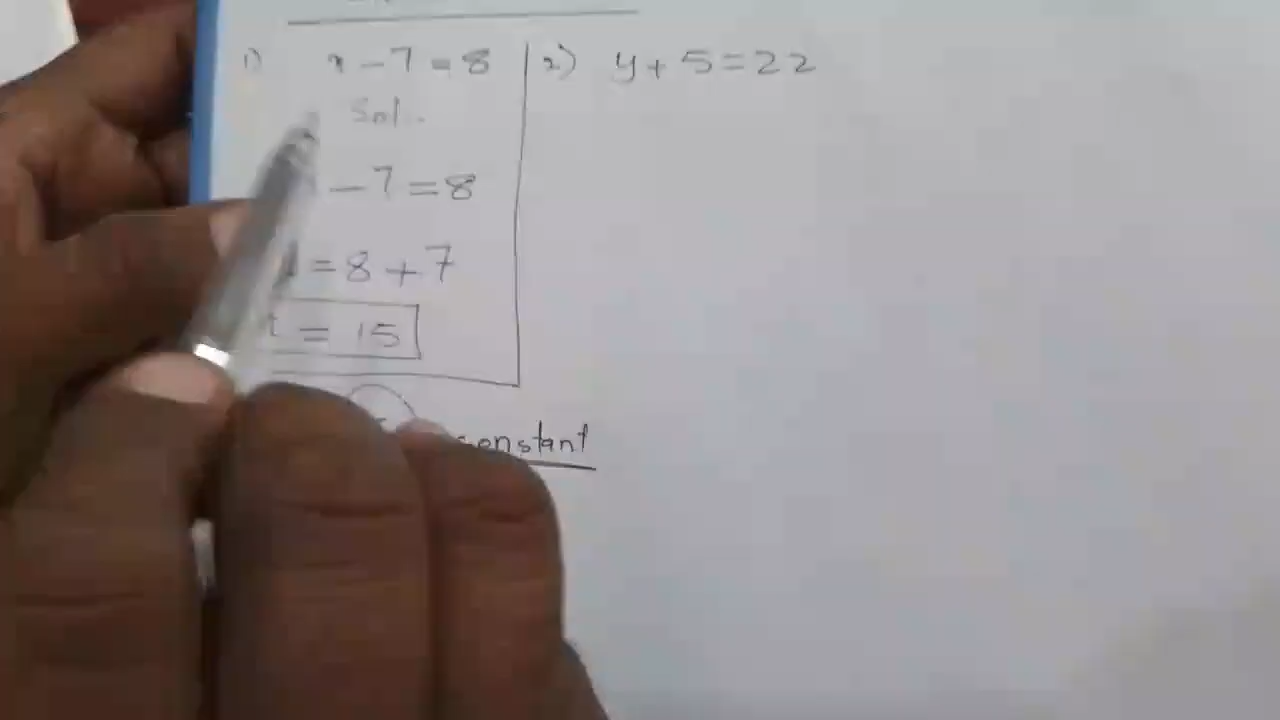 1) x - 7 = 8
Sol.
- 7 = 8
= 8 + 7
= 15
constant
2) y + 5 = 22